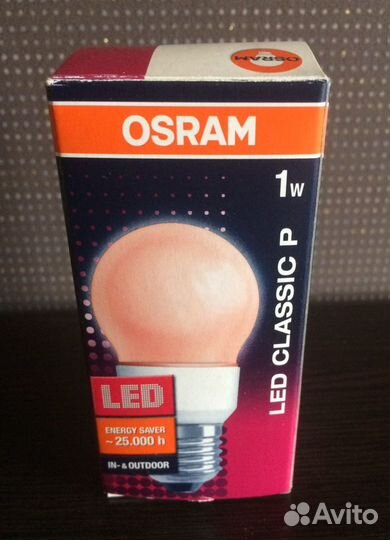 OSRAM
OSRAM
1W
LED CLASSIC P
LED
ENERGY SAVER
~ 25.000 h
IN- & OUTDOOR
Avito